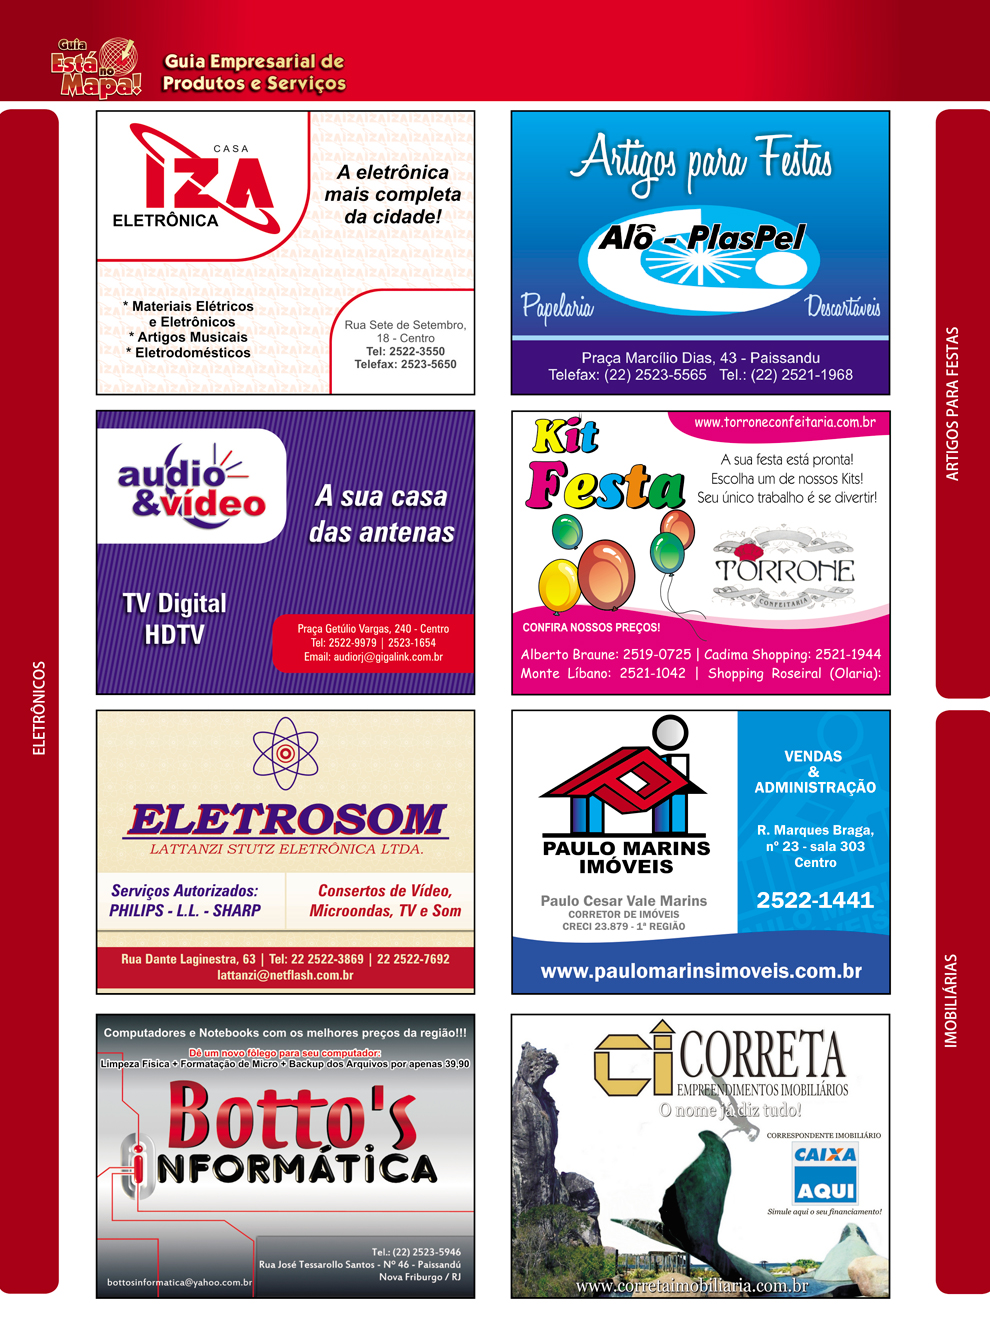 Guia
Está
no
Mapa!
Guia Empresarial de
Produtos e Serviços
ELETRÔNICOS
CASA
IZA
ELETRÔNICA
A eletrônica
mais completa
da cidade!
* Materiais Elétricos
e Eletrônicos
* Artigos Musicais
* Eletrodomésticos
Rua Sete de Setembro,
18 - Centro
Tel: 2522-3550
Telefax: 2523-5650
audio
&vídeo
A sua casa
das antenas
TV Digital
HDTV
Praça Getúlio Vargas, 240 - Centro
Tel: 2522-9979 | 2523-1654
Email: audiorj@gigalink.com.br
ELETROSOM
LATTANZI STUTZ ELETRÔNICA LTDA.
Serviços Autorizados:
PHILIPS - L.L. - SHARP
Consertos de Vídeo,
Microondas, TV e Som
Rua Dante Laginestra, 63 | Tel: 22 2522-3869 | 22 2522-7692
lattanzi@netflash.com.br
Computadores e Notebooks com os melhores preços da região!!!
Dê um novo fôlego para seu computador:
Limpeza Fisica + Formatação de Micro + Backup dos Arquivos por apenas 39,90
Botto's
iNFORMÁTICA
Tel.: (22) 2523-5946
Rua José Tessarollo Santos - Nº 46 - Paissandú
Nova Friburgo / RJ
bottosinformatica@yahoo.com.br
ARTIGOS PARA FESTAS
Artigos para Festas
Alô - PlasPel
Papelaria
Descartáveis
Praça Marcílio Dias, 43 - Paissandu
Telefax: (22) 2523-5565 Tel.: (22) 2521-1968
Kit
Festa
www.torroneconfeitaria.com.br
A sua festa está pronta!
Escolha um de nossos Kits!
Seu único trabalho é se divertir!
TORRONE
CONFEITARIA
CONFIRA NOSSOS PREÇOS!
Alberto Braune: 2519-0725 | Cadima Shopping: 2521-1944
Monte Líbano: 2521-1042 | Shopping Roseiral (Olaria):
IMOBILIÁRIAS
PAULO MARINS
IMÓVEIS
Paulo Cesar Vale Marins
CORRETOR DE IMÓVEIS
CRECI 23.879 - 1ª REGIÃO
VENDAS
&
ADMINISTRAÇÃO
R. Marques Braga,
nº 23 - sala 303
Centro
2522-1441
www.paulomarinsimoveis.com.br
CI CORRETA
EMPREENDIMENTOS IMOBILIÁRIOS
O nome já diz tudo!
CORRESPONDENTE IMOBILIÁRIO
CAIXA
AQUI
Simule aqui o seu financiamento!
www.corretaimobiliaria.com.br